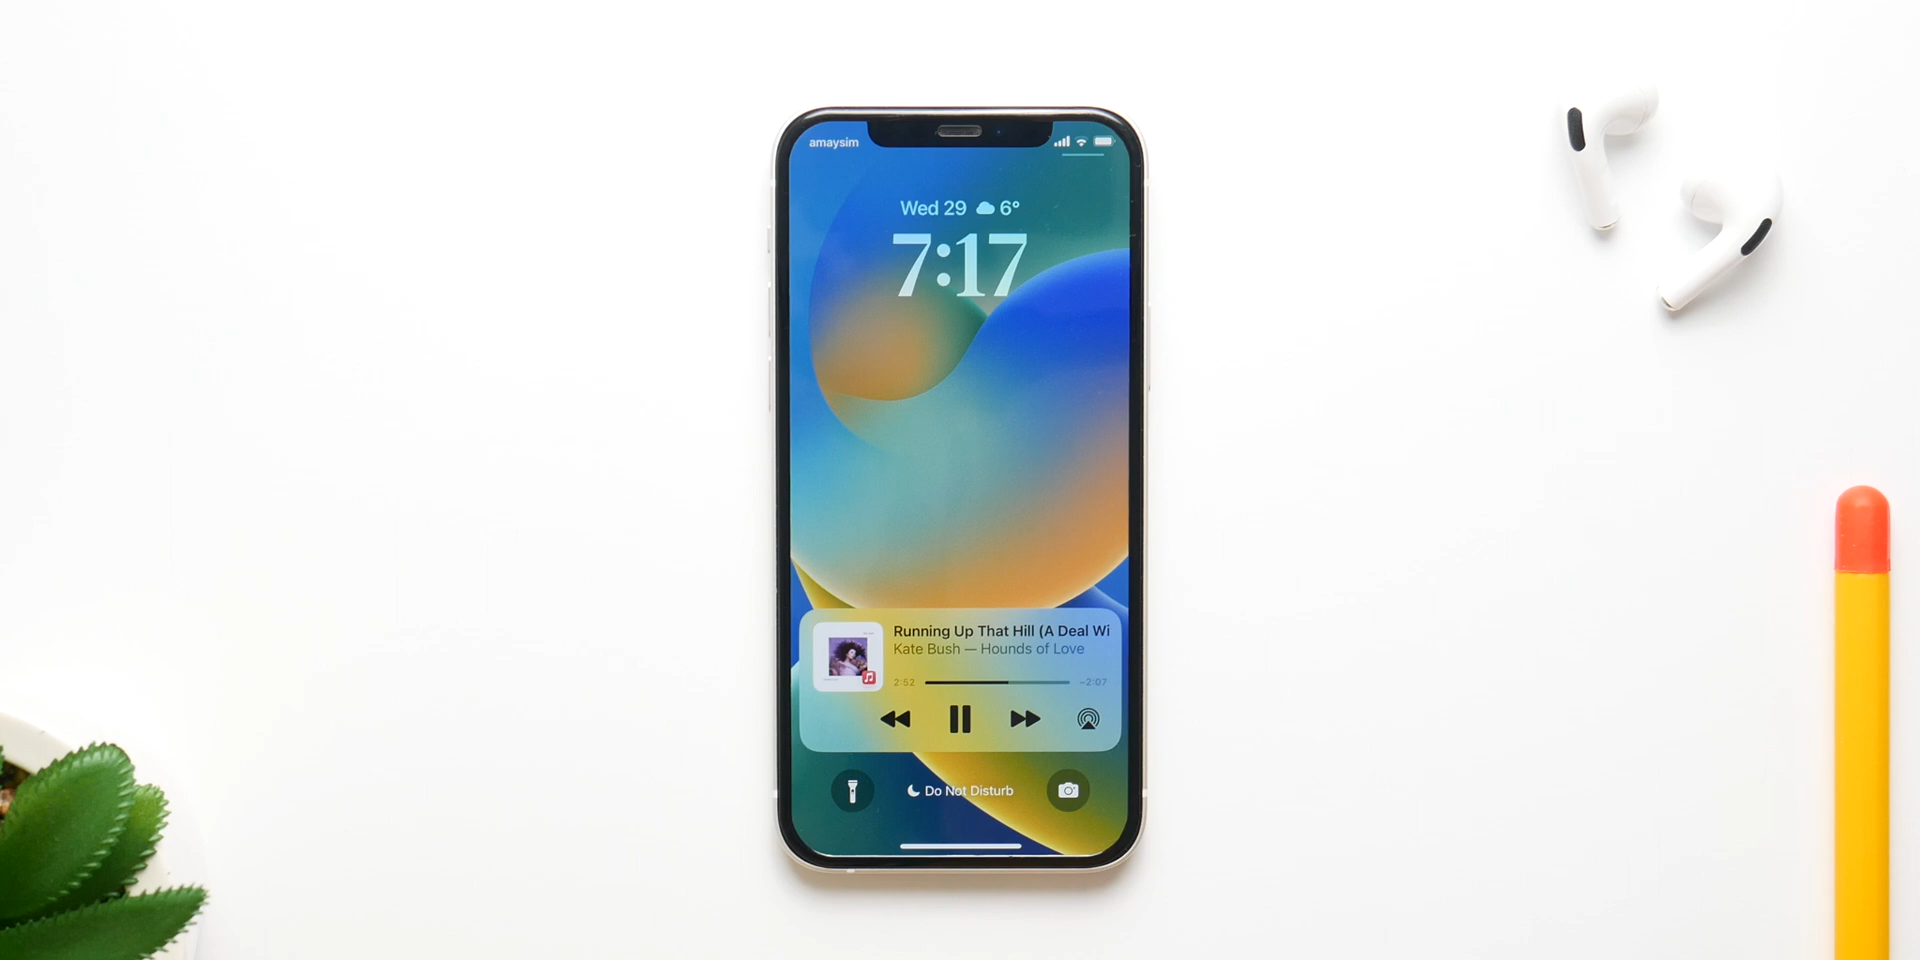 amaysim
Wed 29 6°
7:17
Running Up That Hill (A Deal Wi
Kate Bush — Hounds of Love
2:52 -2:07
Do Not Disturb